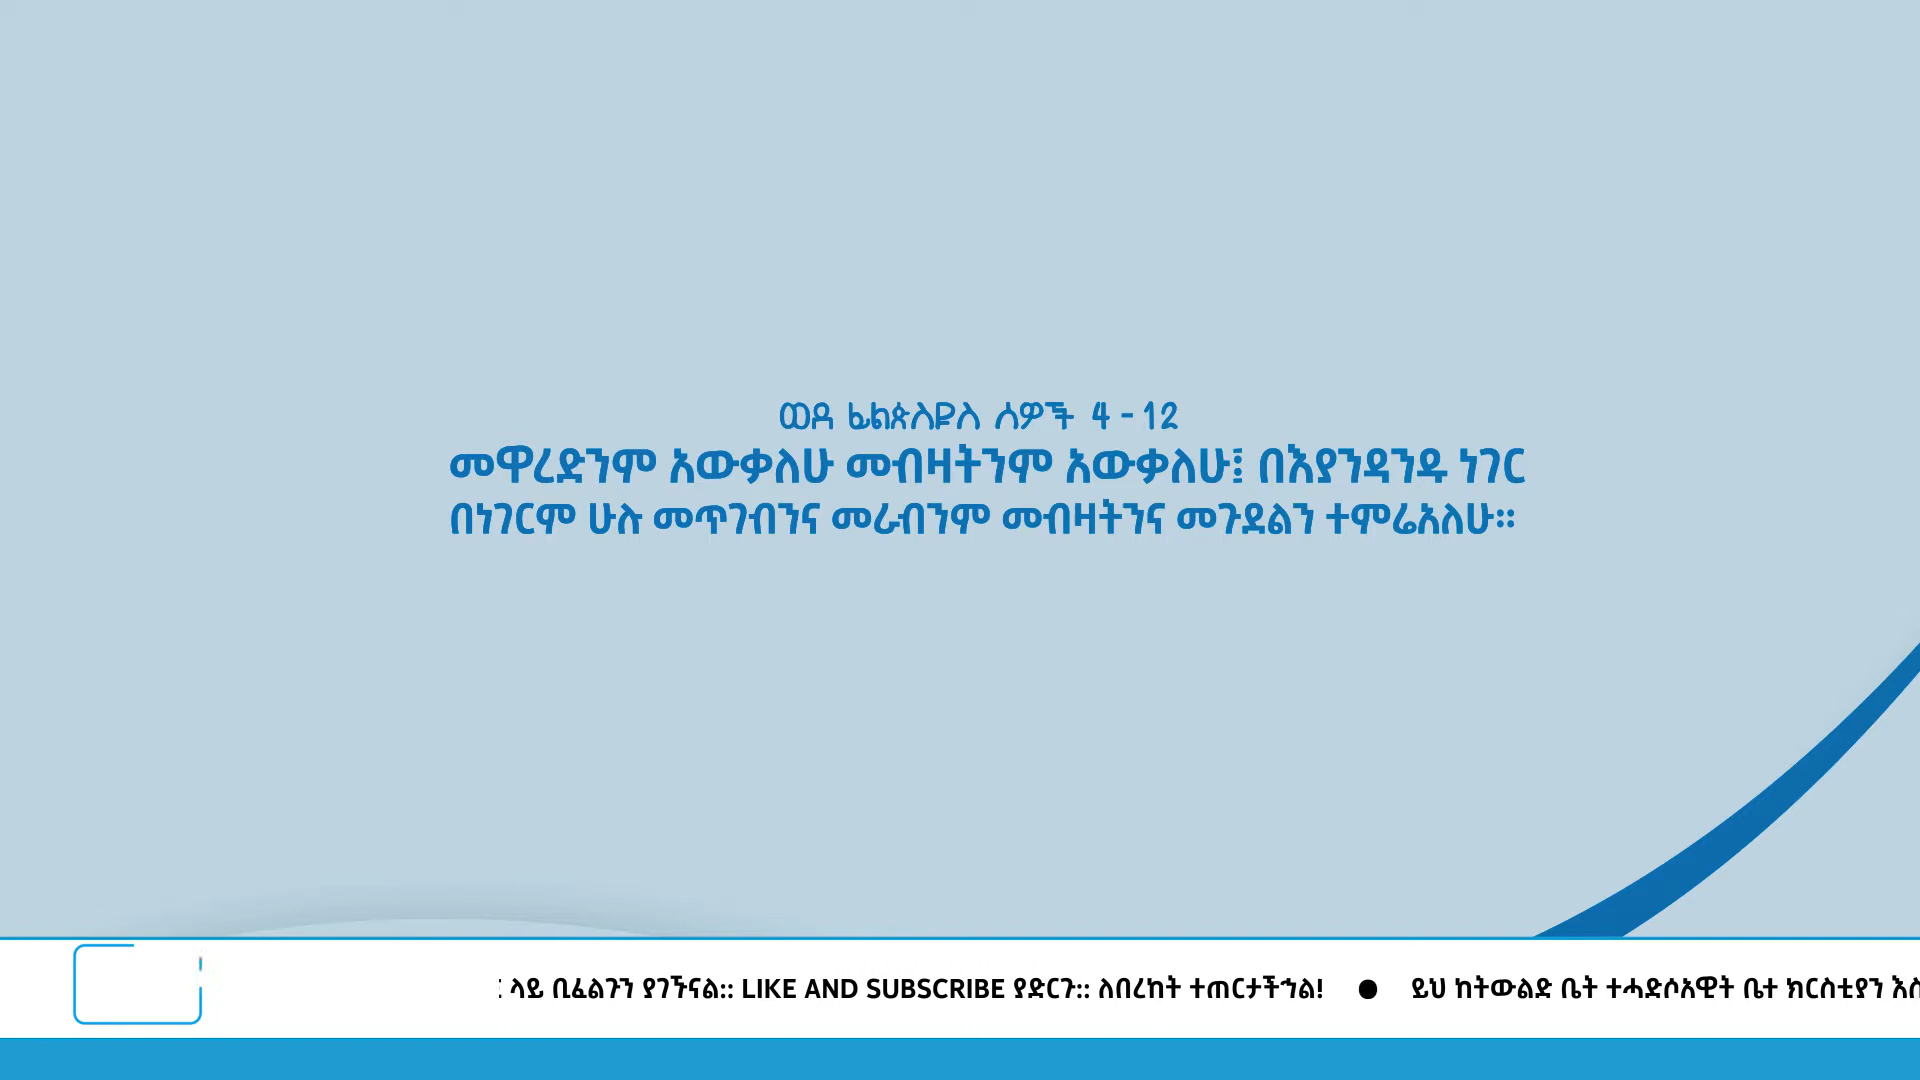 ወደ ፊልጵስዩስ ሰዎች 4 - 12
መዋረድንም አውቃለሁ መብዛትንም አውቃለሁ፤ በእያንዳንዱ ነገር
በነገርም ሁሉ መጥገብንና መራብንም መብዛትንና መጉደልን ተምሬአለሁ።
ላይ ቢፈልጉን ያገኙናል:: LIKE AND SUBSCRIBE ያድርጉ:: ለበረከት ተጠርታችኀል! ● ይህ ከትውልድ ቤት ተሓድሶአዊት ቤተ ክርስቲያን